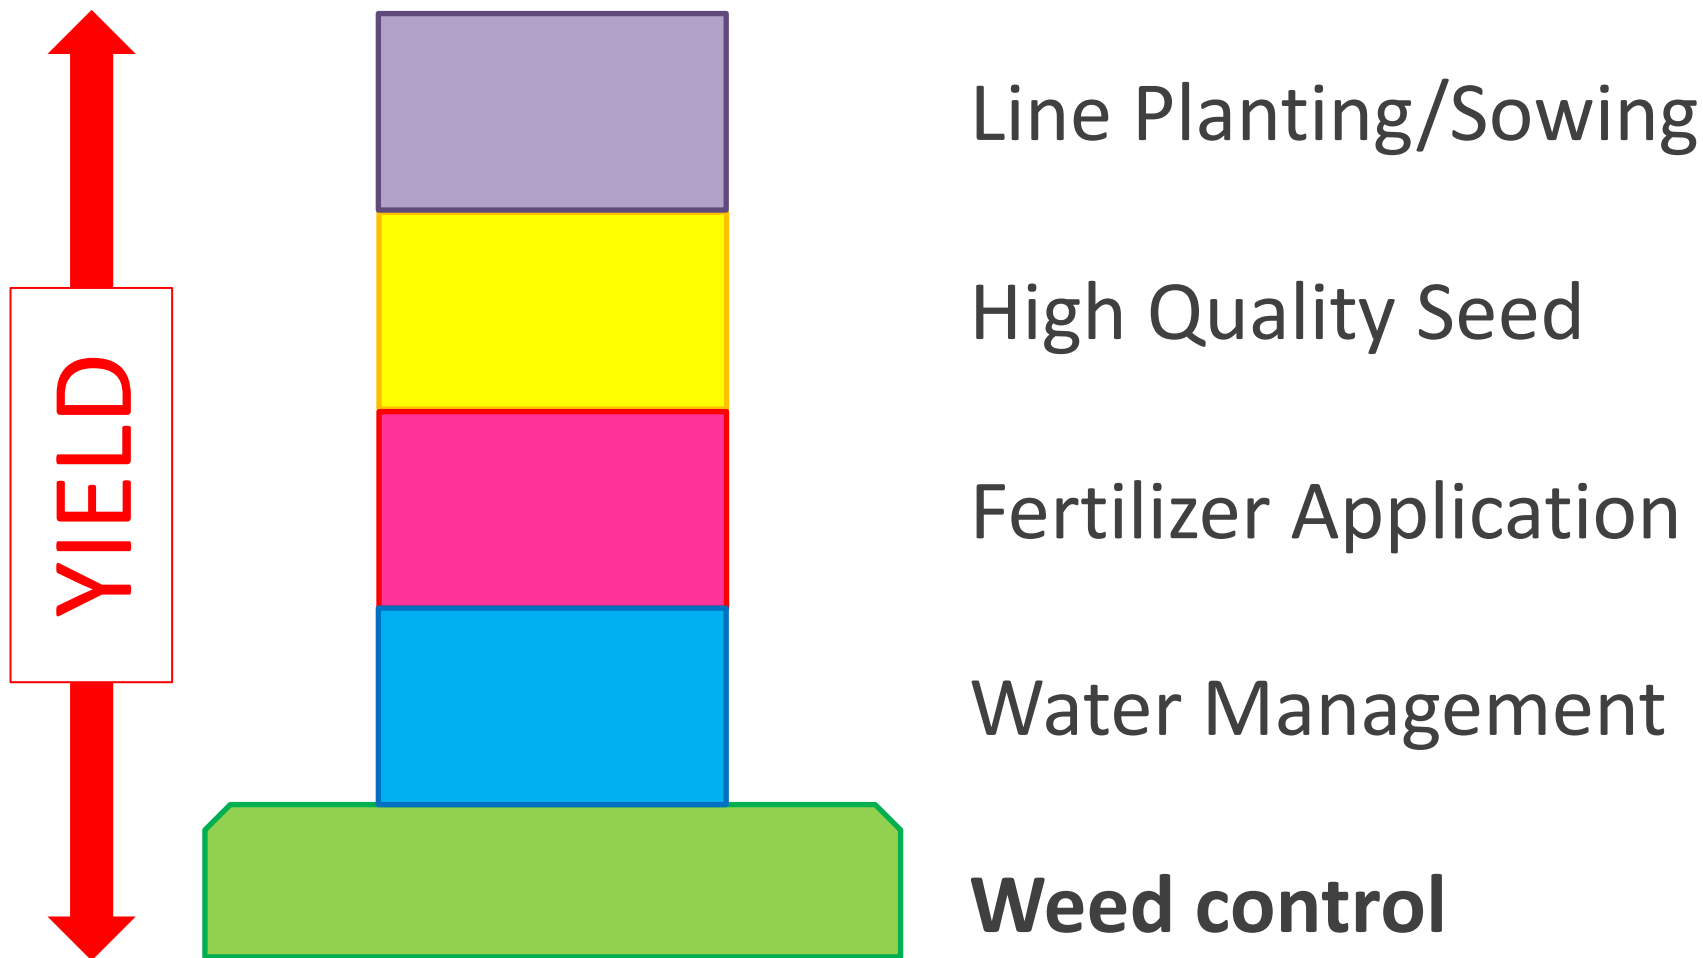 YIELD
Line Planting/Sowing
High Quality Seed
Fertilizer Application
Water Management
Weed control